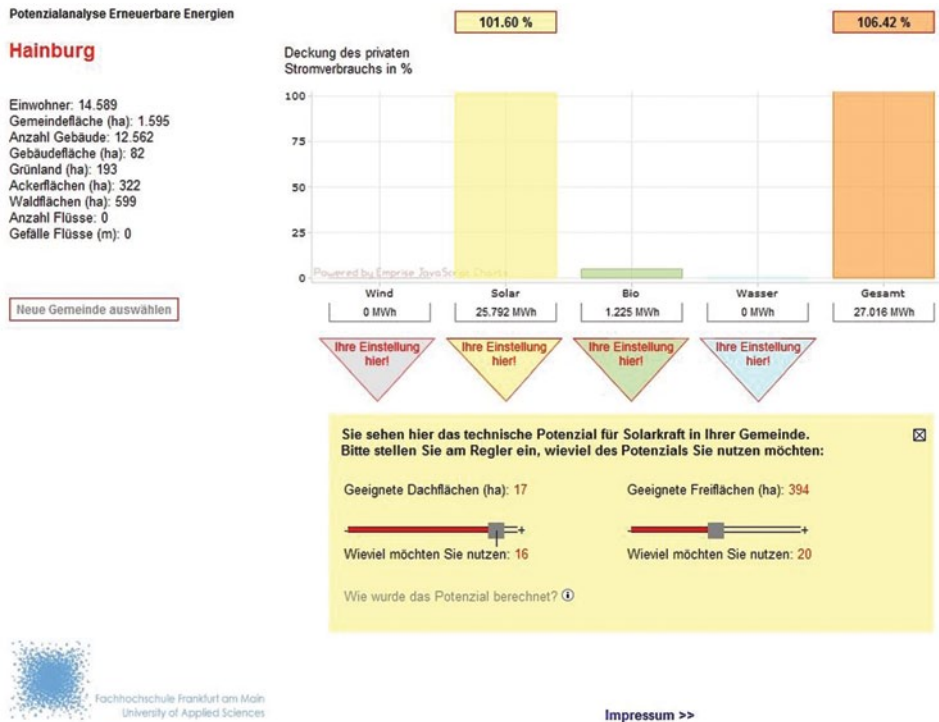 Potenzialanalyse Erneuerbare Energien
101.60 %
106.42 %
Hainburg
Deckung des privaten
Stromverbrauchs in %
Einwohner: 14.589
Gemeindefläche (ha): 1.595
Anzahl Gebäude: 12.562
Gebäudefläche (ha): 82
Grünland (ha): 193
Ackerflächen (ha): 322
Waldflächen (ha): 599
Anzahl Flüsse: 0
Gefälle Flüsse (m): 0
100
75
50
25
0
Powered by Emprise JavaScript Charts
Neue Gemeinde auswählen
Wind
Solar
Bio
Wasser
Gesamt
0 MWh
25.792 MWh
1.225 MWh
0 MWh
27.016 MWh
Ihre Einstellung
hier!
Ihre Einstellung
hier!
Ihre Einstellung
hier!
Ihre Einstellung
hier!
Sie sehen hier das technische Potenzial für Solarkraft in Ihrer Gemeinde.
Bitte stellen Sie am Regler ein, wieviel des Potenzials Sie nutzen möchten:
Geeignete Dachflächen (ha): 17
- +
Wieviel möchten Sie nutzen: 16
Geeignete Freiflächen (ha): 394
- +
Wieviel möchten Sie nutzen: 20
Wie wurde das Potenzial berechnet? i
Fachhochschule Frankfurt am Main
University of Applied Sciences
Impressum >>